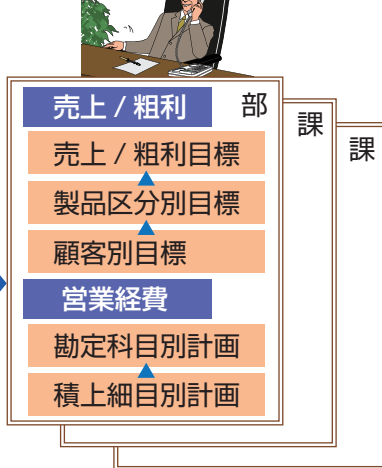 売上 / 粗利
部
課
課
売上 / 粗利目標
製品区分別目標
顧客別目標
営業経費
勘定科目別計画
積上細目別計画